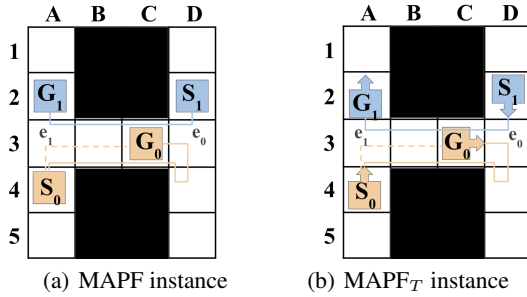 A B C D A B C D
1 1
2 G1 S1 2 G1 S1
e1 G0 e0 e1 G0 e0
3 3
4 S0 4 S0
5 5
(a) MAPF instance (b) MAPF_T instance